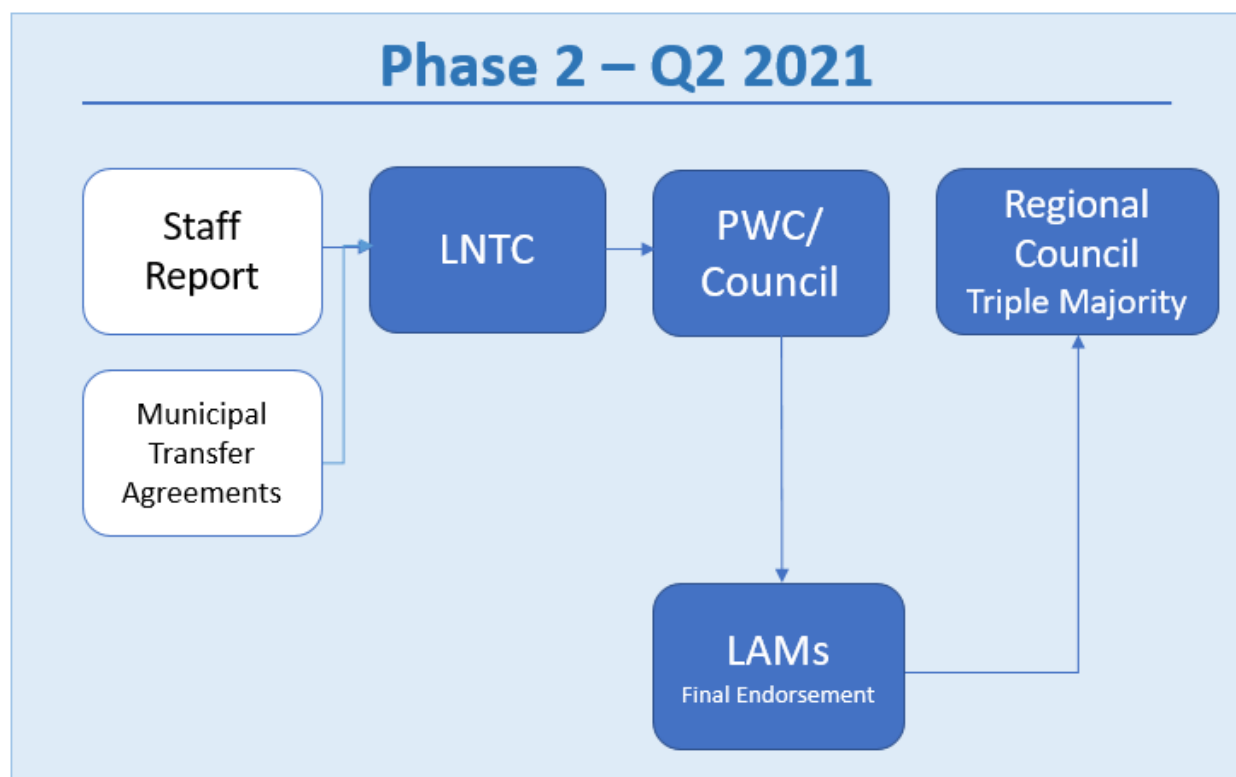 Phase 2 – Q2 2021
Staff
Report
LNTC
PWC/
Council
Regional
Council
Triple Majority
Municipal
Transfer
Agreements
LAMs
Final Endorsement